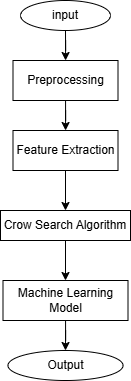 input
Preprocessing
Feature Extraction
Crow Search Algorithm
Machine Learning
Model
Output